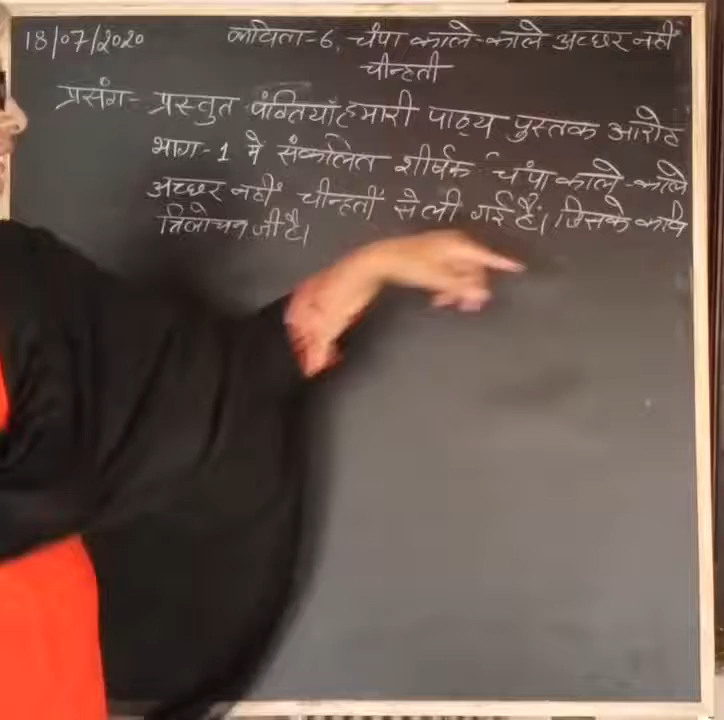 18/07/2020 कविता-6. चंपा काले-काले अच्छर नहीं
चीन्हती
प्रसंग- प्रस्तुत पंक्तियाँ हमारी पाठ्य पुस्तक आरोह
भाग-1 में संकलित शीर्षक चंपा काले-काले
अच्छर नहीं चीन्हतीं से ली गई हैं। जिसके कवि
त्रिलोचन जी है।